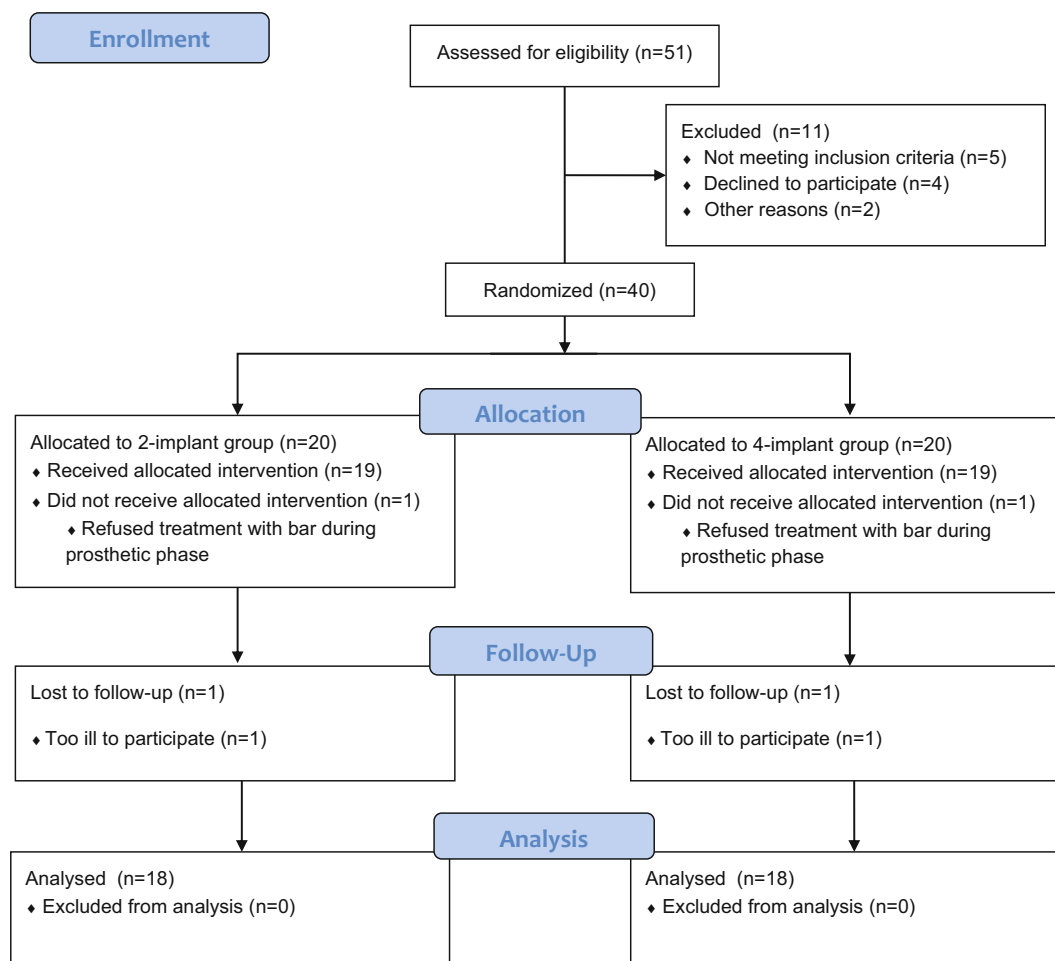 Enrollment
Assessed for eligibility (n=51)
Excluded (n=11)
♦ Not meeting inclusion criteria (n=5)
♦ Declined to participate (n=4)
♦ Other reasons (n=2)
Randomized (n=40)
Allocation
Allocated to 2-implant group (n=20)
♦ Received allocated intervention (n=19)
♦ Did not receive allocated intervention (n=1)
♦ Refused treatment with bar during
prosthetic phase
Allocated to 4-implant group (n=20)
♦ Received allocated intervention (n=19)
♦ Did not receive allocated intervention (n=1)
♦ Refused treatment with bar during
prosthetic phase
Follow-Up
Lost to follow-up (n=1)
♦ Too ill to participate (n=1)
Lost to follow-up (n=1)
♦ Too ill to participate (n=1)
Analysis
Analysed (n=18)
♦ Excluded from analysis (n=0)
Analysed (n=18)
♦ Excluded from analysis (n=0)